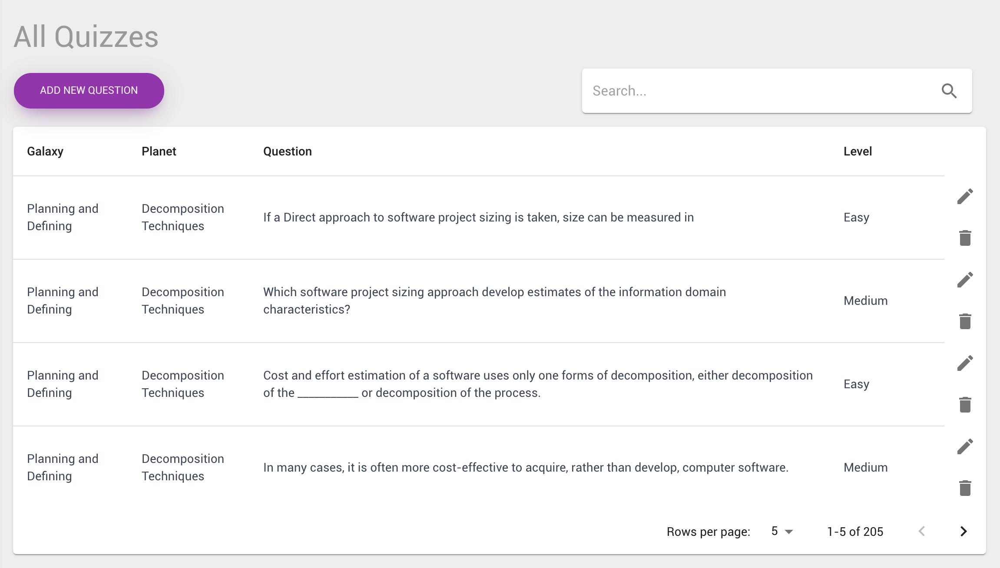 All Quizzes
ADD NEW QUESTION
Search...
Galaxy Planet Question Level
Planning and Defining Decomposition Techniques If a Direct approach to software project sizing is taken, size can be measured in Easy
Planning and Defining Decomposition Techniques Which software project sizing approach develop estimates of the information domain characteristics? Medium
Planning and Defining Decomposition Techniques Cost and effort estimation of a software uses only one forms of decomposition, either decomposition of the __________ or decomposition of the process. Easy
Planning and Defining Decomposition Techniques In many cases, it is often more cost-effective to acquire, rather than develop, computer software. Medium
Rows per page: 5 1-5 of 205